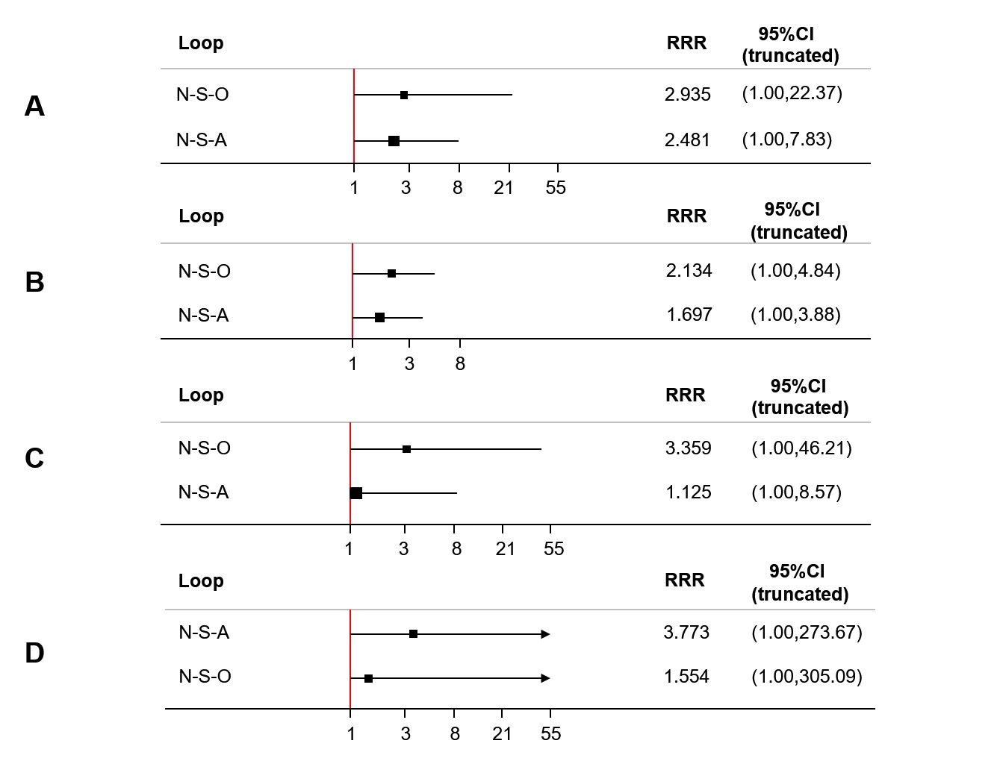 A
Loop RRR 95%CI (truncated)
N-S-O 2.935 (1.00,22.37)
N-S-A 2.481 (1.00,7.83)
1 3 8 21 55
B
Loop RRR 95%CI (truncated)
N-S-O 2.134 (1.00,4.84)
N-S-A 1.697 (1.00,3.88)
1 3 8
C
Loop RRR 95%CI (truncated)
N-S-O 3.359 (1.00,46.21)
N-S-A 1.125 (1.00,8.57)
1 3 8 21 55
D
Loop RRR 95%CI (truncated)
N-S-A 3.773 (1.00,273.67)
N-S-O 1.554 (1.00,305.09)
1 3 8 21 55